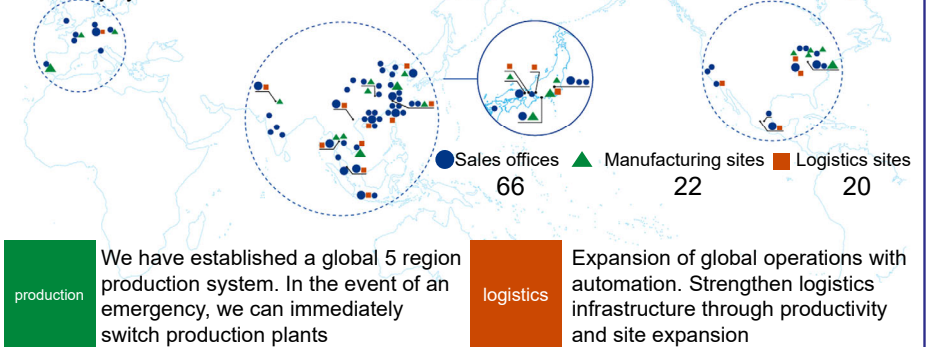 Sales offices
Manufacturing sites
Logistics sites
66
22
20
production
We have established a global 5 region
production system. In the event of an
emergency, we can immediately
switch production plants
logistics
Expansion of global operations with
automation. Strengthen logistics
infrastructure through productivity
and site expansion